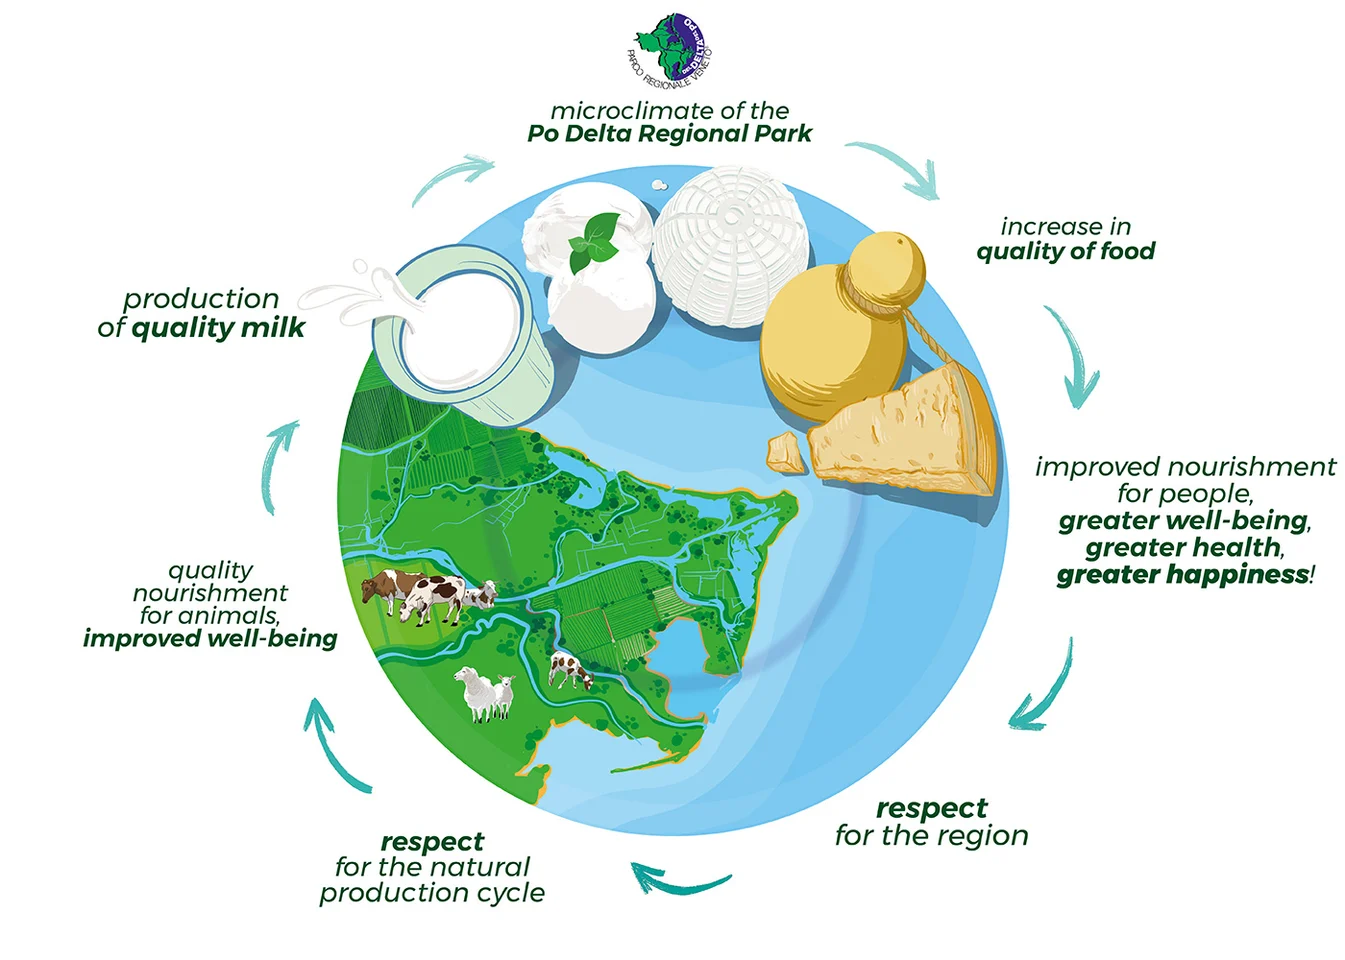 PARCO REGIONALE VENETO
DEL DELTA DEL PO
microclimate of the
Po Delta Regional Park
increase in
quality of food
improved nourishment
for people,
greater well-being,
greater health,
greater happiness!
respect
for the region
respect
for the natural
production cycle
quality
nourishment
for animals,
improved well-being
production
of quality milk